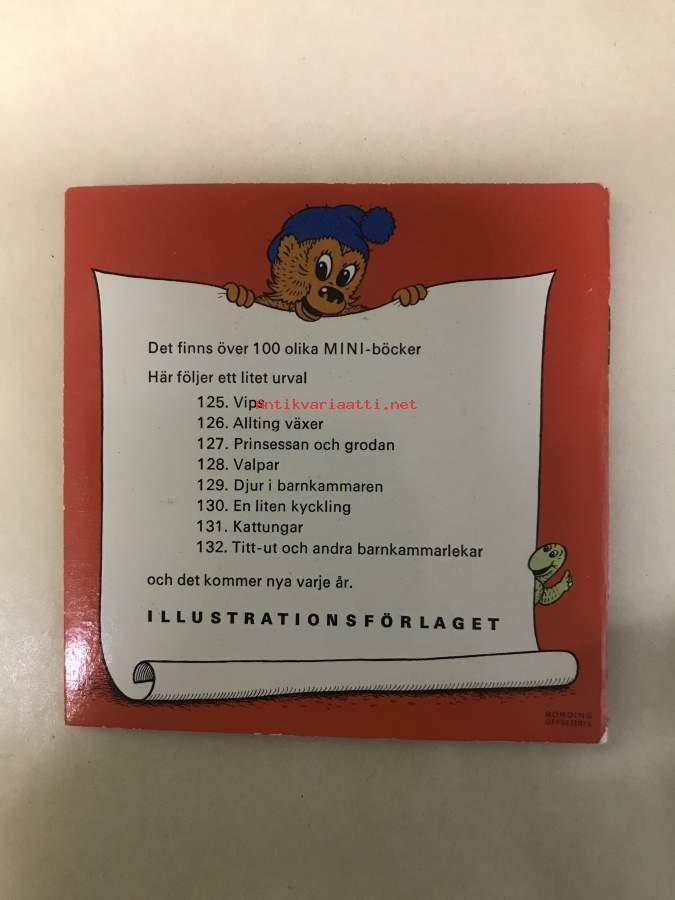 Det finns över 100 olika MINI-böcker
Här följer ett litet urval
125. Vips
antikvariaatti.net
126. Allting växer
127. Prinsessan och grodan
128. Valpar
129. Djur i barnkammaren
130. En liten kyckling
131. Kattungar
132. Titt-ut och andra barnkammarlekar
och det kommer nya varje år.
ILLUSTRATIONSFÖRLAGET
BORDING